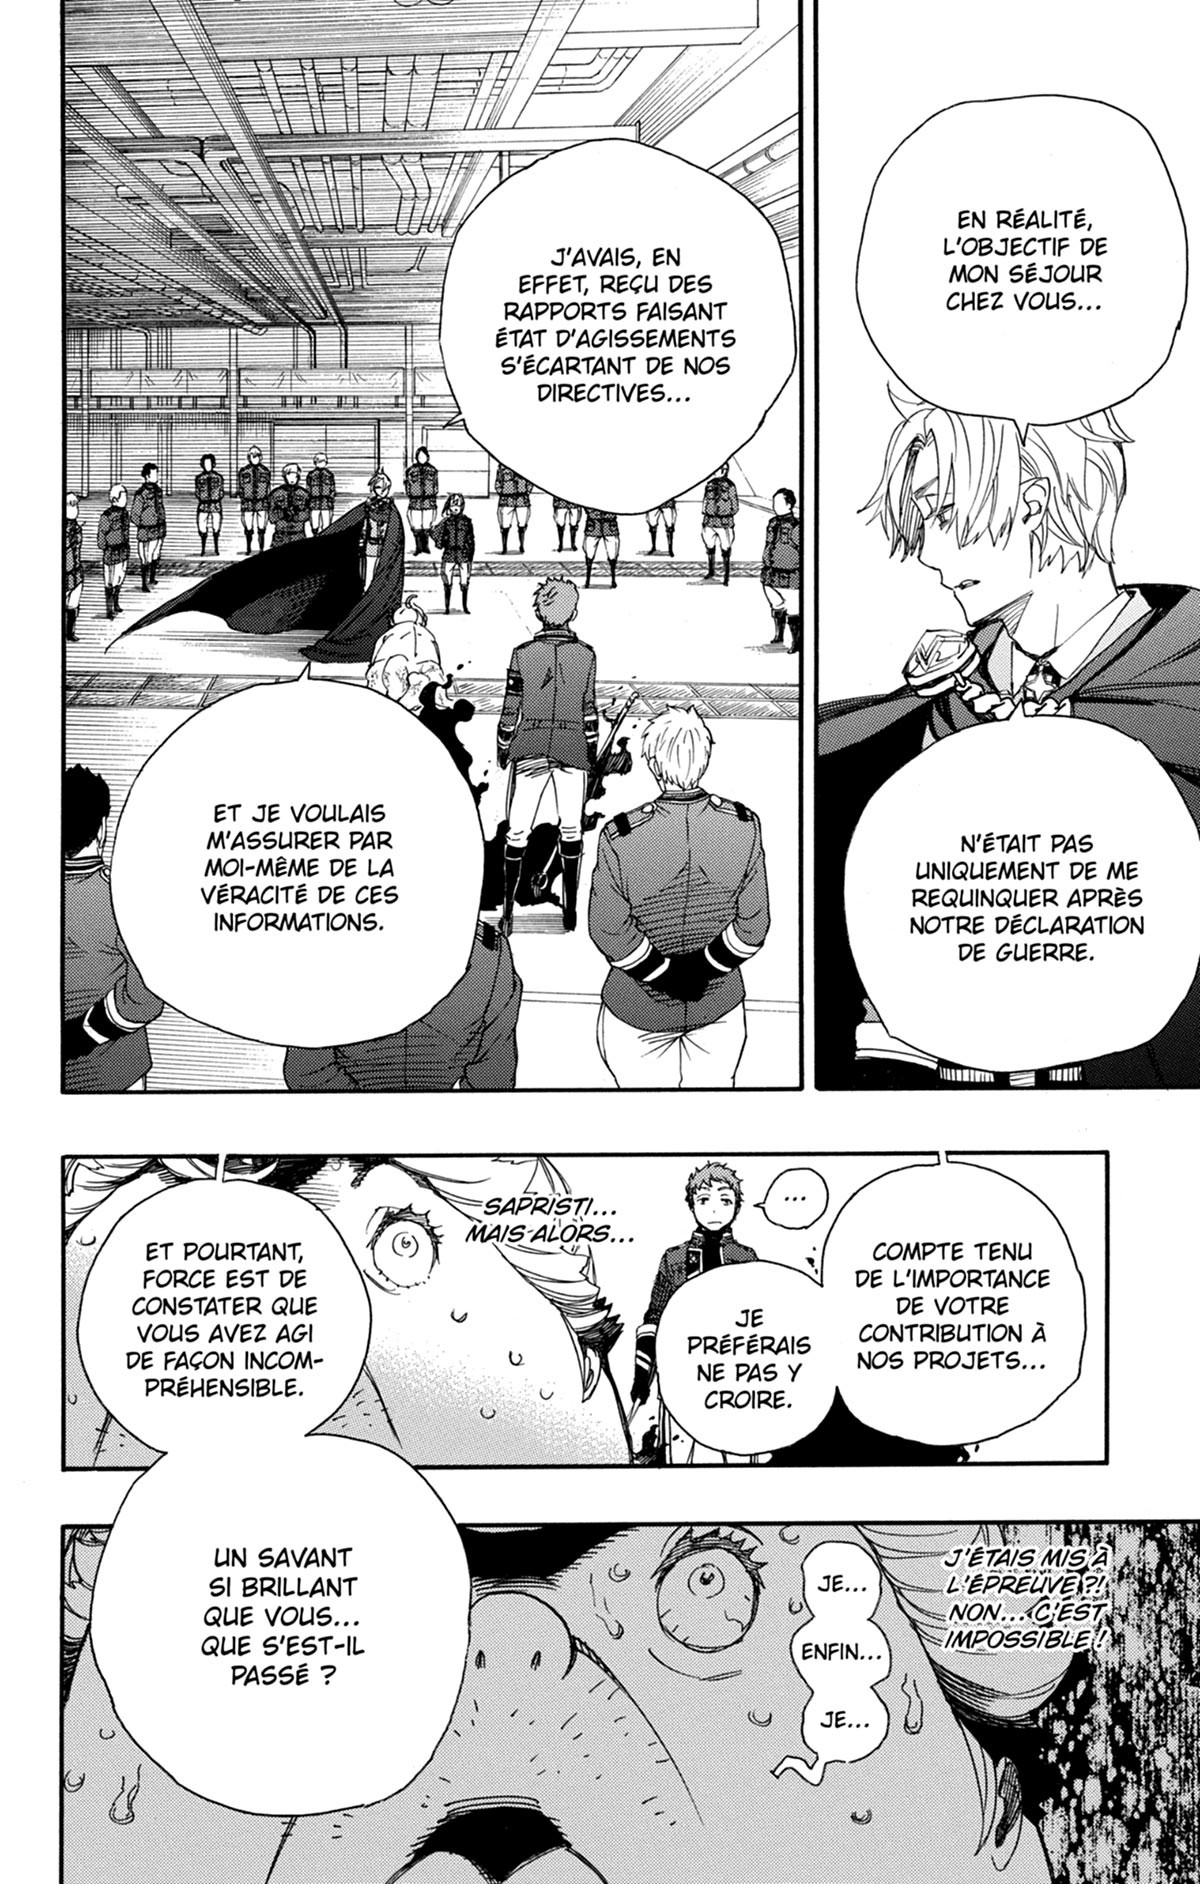 EN RÉALITÉ,
L'OBJECTIF DE
MON SÉJOUR
CHEZ VOUS...
N'ÉTAIT PAS
UNIQUEMENT DE ME
REQUINQUER APRÈS
NOTRE DÉCLARATION
DE GUERRE.
J'AVAIS, EN
EFFET, REÇU DES
RAPPORTS FAISANT
ÉTAT D'AGISSEMENTS
S'ÉCARTANT DE NOS
DIRECTIVES...
ET JE VOULAIS
M'ASSURER PAR
MOI-MÊME DE LA
VÉRACITÉ DE CES
INFORMATIONS.
COMPTE TENU
DE L'IMPORTANCE
DE VOTRE
CONTRIBUTION À
NOS PROJETS...
...
JE
PRÉFÉRAIS
NE PAS Y
CROIRE.
SAPRISTI...
MAIS ALORS...
ET POURTANT,
FORCE EST DE
CONSTATER QUE
VOUS AVEZ AGI
DE FAÇON INCOM-
PRÉHENSIBLE.
UN SAVANT
SI BRILLANT
QUE VOUS...
QUE S'EST-IL
PASSÉ ?
J'ÉTAIS MIS À
L'ÉPREUVE ?!
NON... C'EST
IMPOSSIBLE !
JE...
ENFIN...
JE...